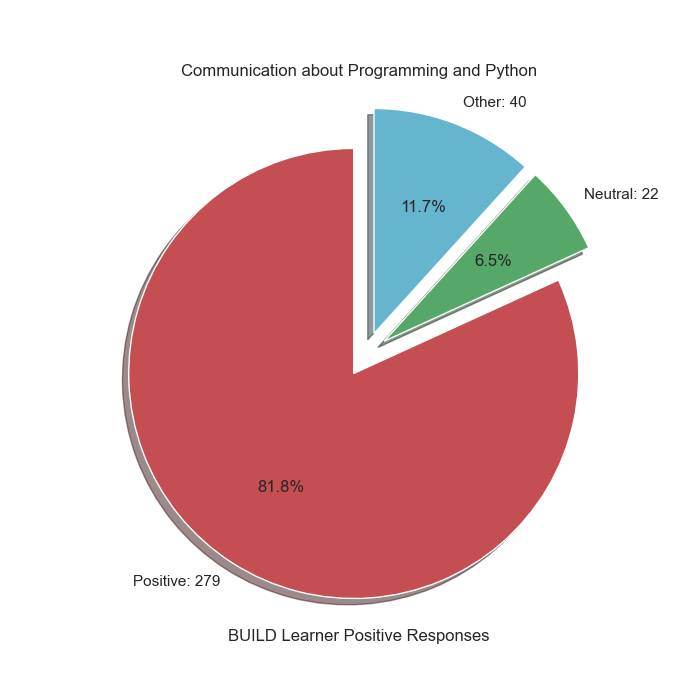 Communication about Programming and Python
Other: 40
Neutral: 22
11.7%
6.5%
81.8%
Positive: 279
BUILD Learner Positive Responses